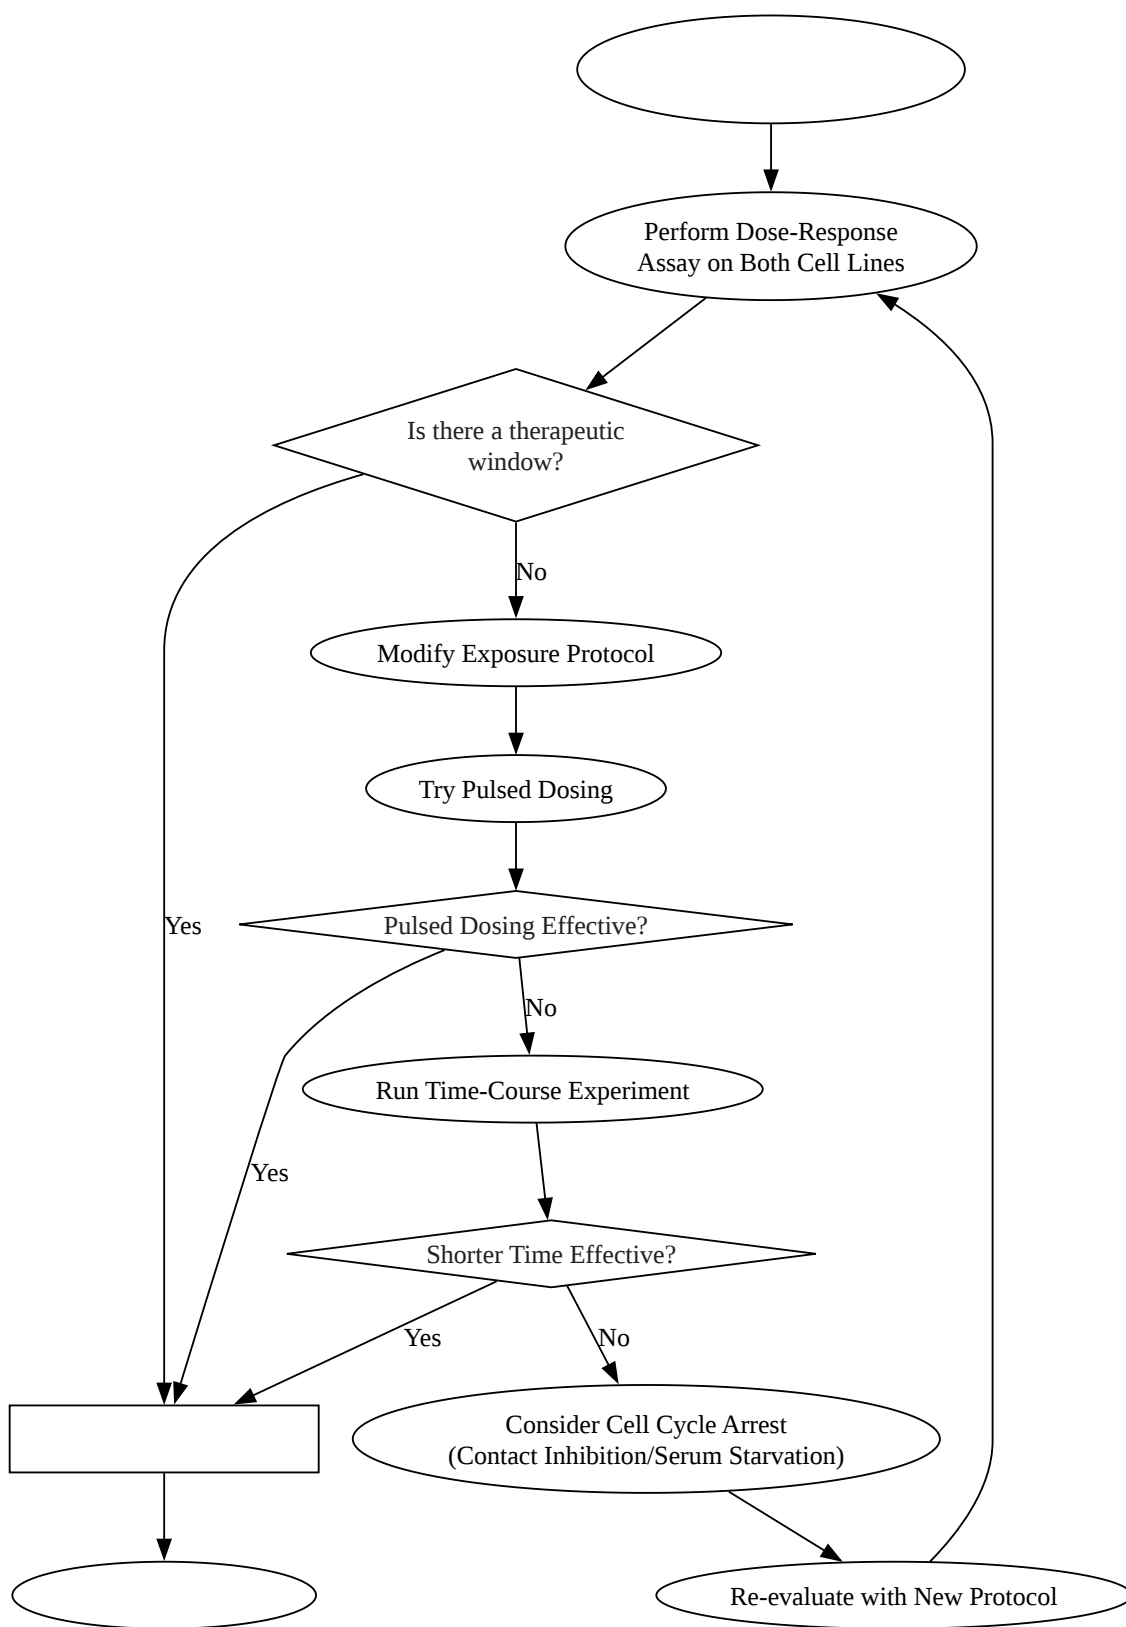 Perform Dose-Response
Assay on Both Cell Lines
Is there a therapeutic
window?
No
Modify Exposure Protocol
Try Pulsed Dosing
Yes
Pulsed Dosing Effective?
No
Run Time-Course Experiment
Yes
Shorter Time Effective?
Yes
No
Consider Cell Cycle Arrest
(Contact Inhibition/Serum Starvation)
Re-evaluate with New Protocol